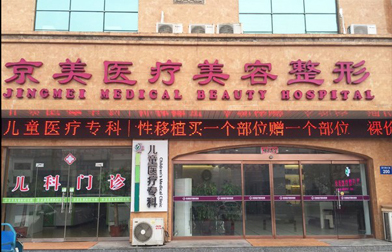 京美医疗美容整形
JINGMEI MEDICAL BEAUTY HOSPITAL
儿童医疗专科|性移植买一个部位赠一个部位 裸价
儿科门诊
儿童医疗专科